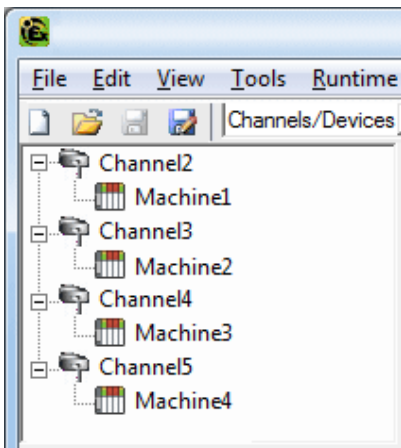 File Edit View Tools Runtime
Channels/Devices
Channel2
Machine1
Channel3
Machine2
Channel4
Machine3
Channel5
Machine4